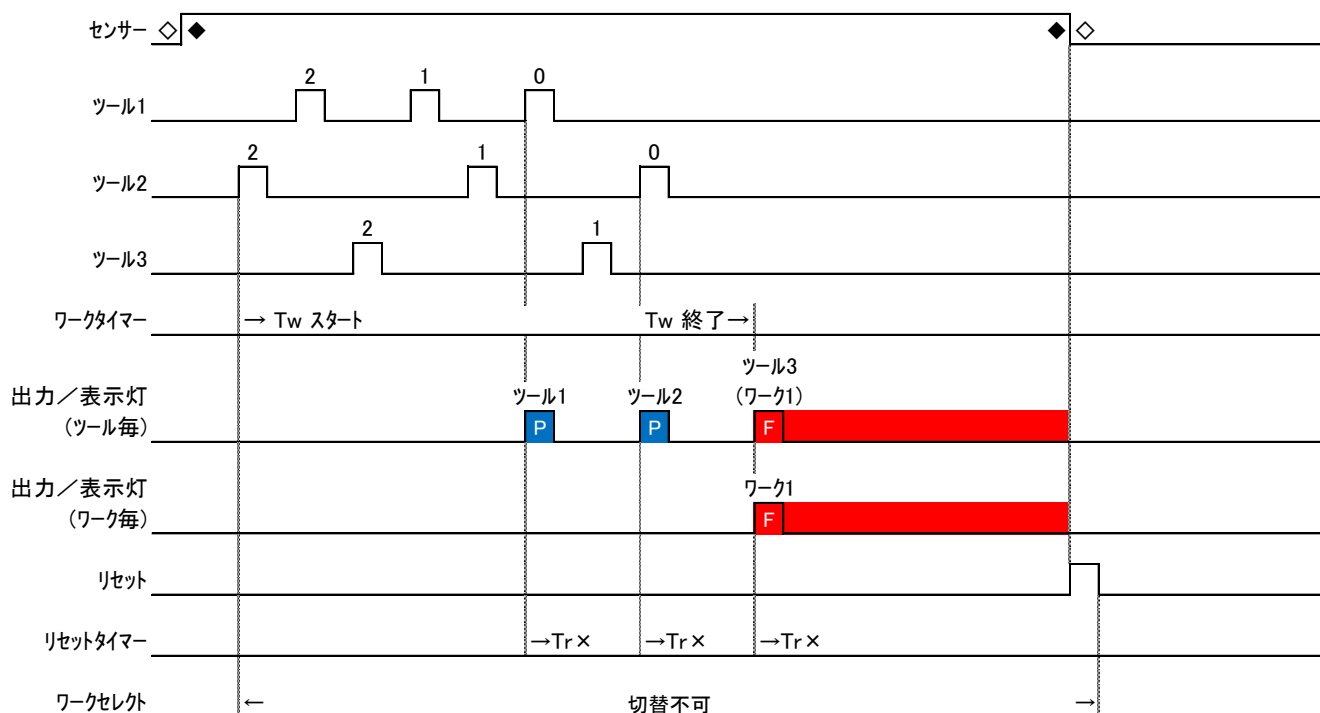 センサー ◇ ◆ ◆ ◇
2 1 0
ツール1
2 1 0
ツール2
2 1
ツール3
ワークタイマー → Tw スタート Tw 終了→
ツール3
出力／表示灯 ツール1 ツール2 (ワーク1)
(ツール毎) P P F
出力／表示灯 ワーク1
(ワーク毎) F
リセット
リセットタイマー →Tr× →Tr× →Tr×
ワークセレクト ← 切替不可 →